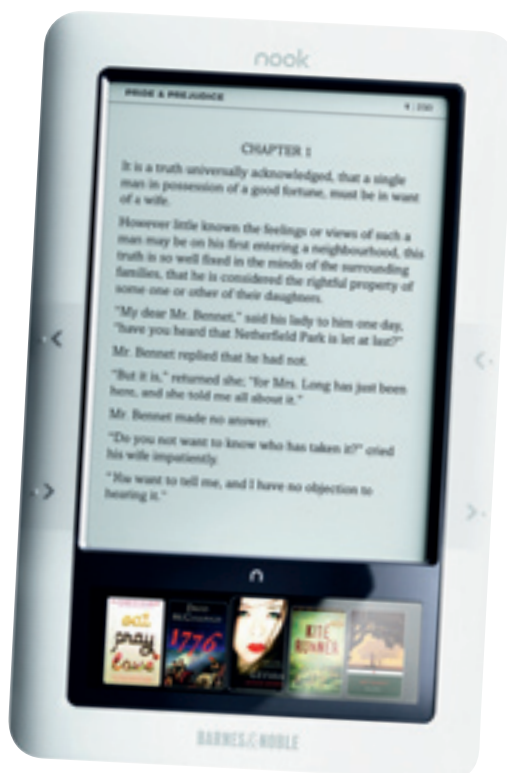 nook
PRIDE & PREJUDICE
4 / 290
CHAPTER 1
It is a truth universally acknowledged, that a single
man in possession of a good fortune, must be in want
of a wife.
However little known the feelings or views of such a
man may be on his first entering a neighbourhood, this
truth is so well fixed in the minds of the surrounding
families, that he is considered the rightful property of
some one or other of their daughters.
"My dear Mr. Bennet," said his lady to him one day,
"have you heard that Netherfield Park is let at last?"
Mr. Bennet replied that he had not.
"But it is," returned she; "for Mrs. Long has just been
here, and she told me all about it."
Mr. Bennet made no answer.
"Do you not want to know who has taken it?" cried
his wife impatiently.
"You want to tell me, and I have no objection to
hearing it."
eat
pray
love
DAVID
McCULLOUGH
1776
KITE
RUNNER
BARNES & NOBLE